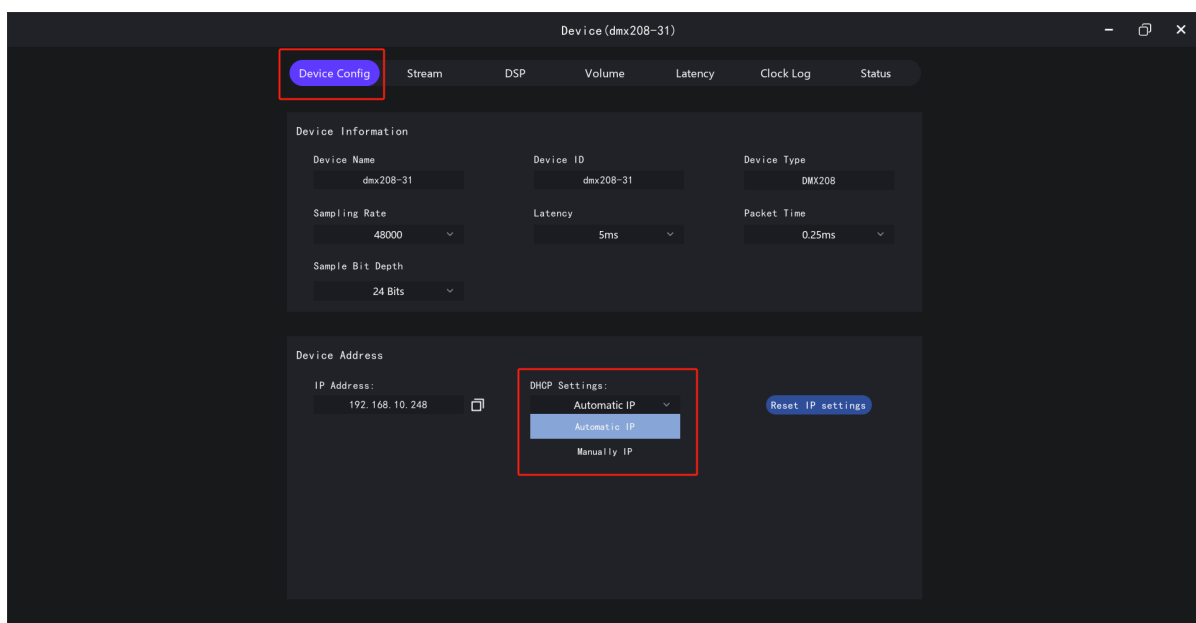 Device(dmx208-31)
Device Config Stream DSP Volume Latency Clock Log Status
Device Information
Device Name Device ID Device Type
dmx208-31 dmx208-31 DMX208
Sampling Rate Latency Packet Time
48000 5ms 0.25ms
Sample Bit Depth
24 Bits
Device Address
IP Address: DHCP Settings:
192.168.10.248 Automatic IP Reset IP settings
Automatic IP
Manually IP